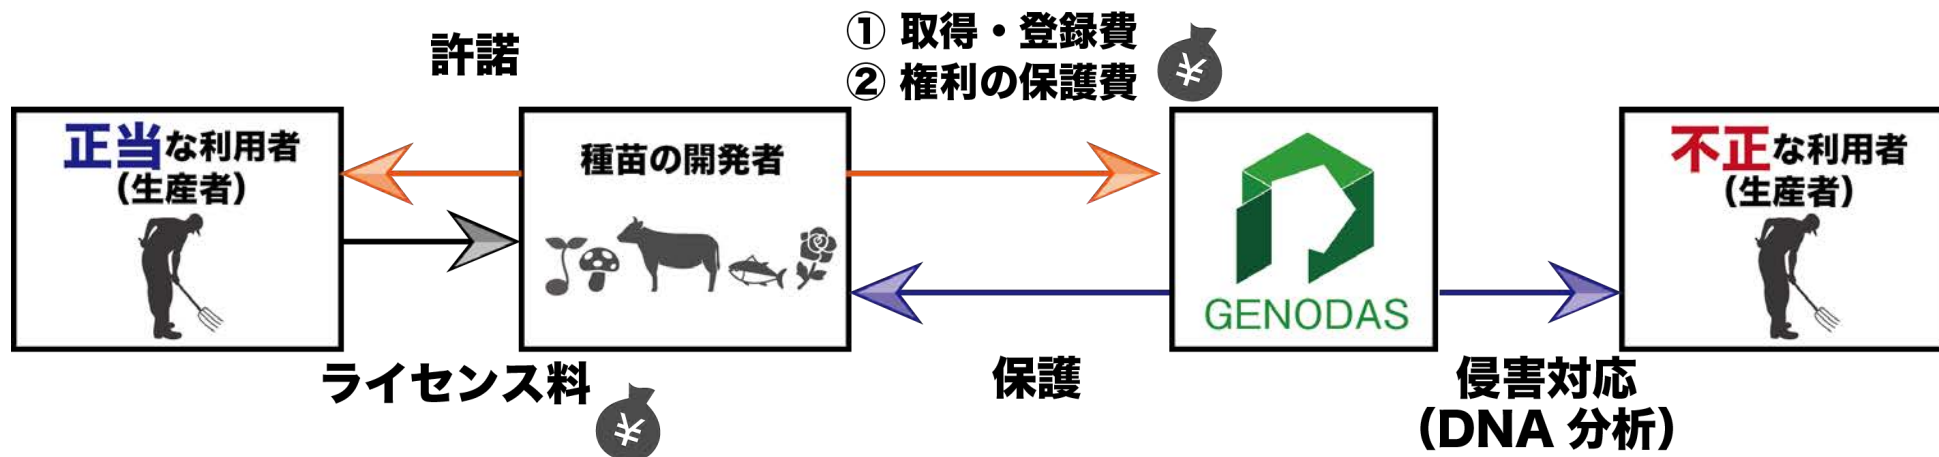 許諾
① 取得・登録費
② 権利の保護費
正当な利用者
(生産者)
種苗の開発者
GENODAS
不正な利用者
(生産者)
ライセンス料
保護
侵害対応
(DNA 分析)